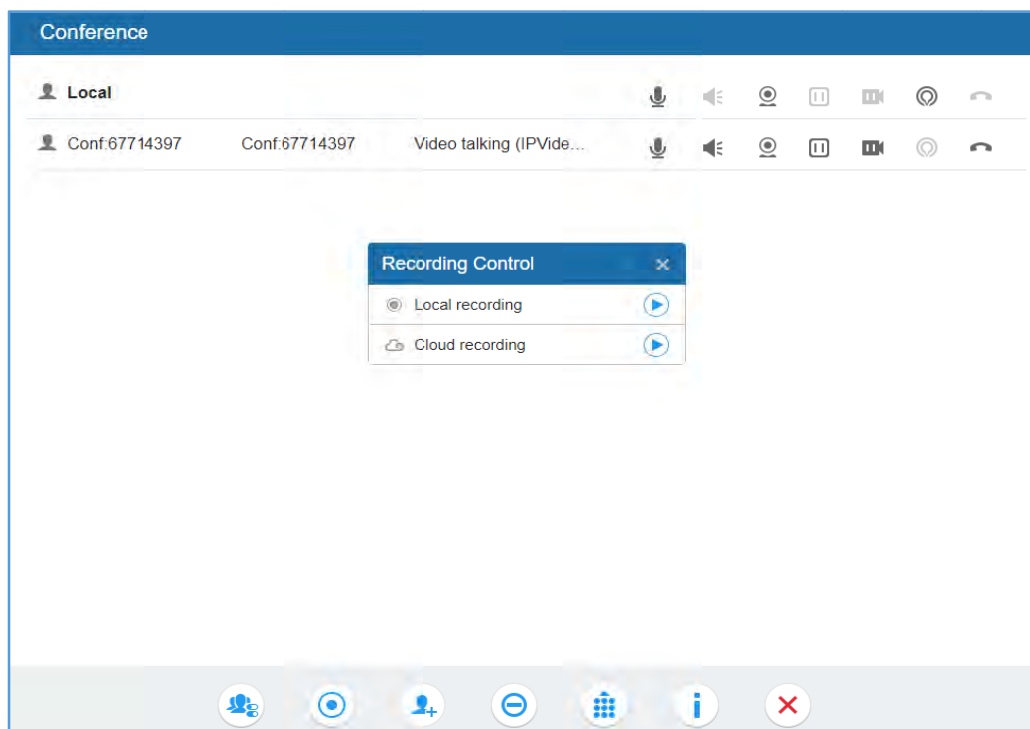 Conference
Local
Conf:67714397 Conf:67714397 Video talking (IPVide...
Recording Control
Local recording
Cloud recording